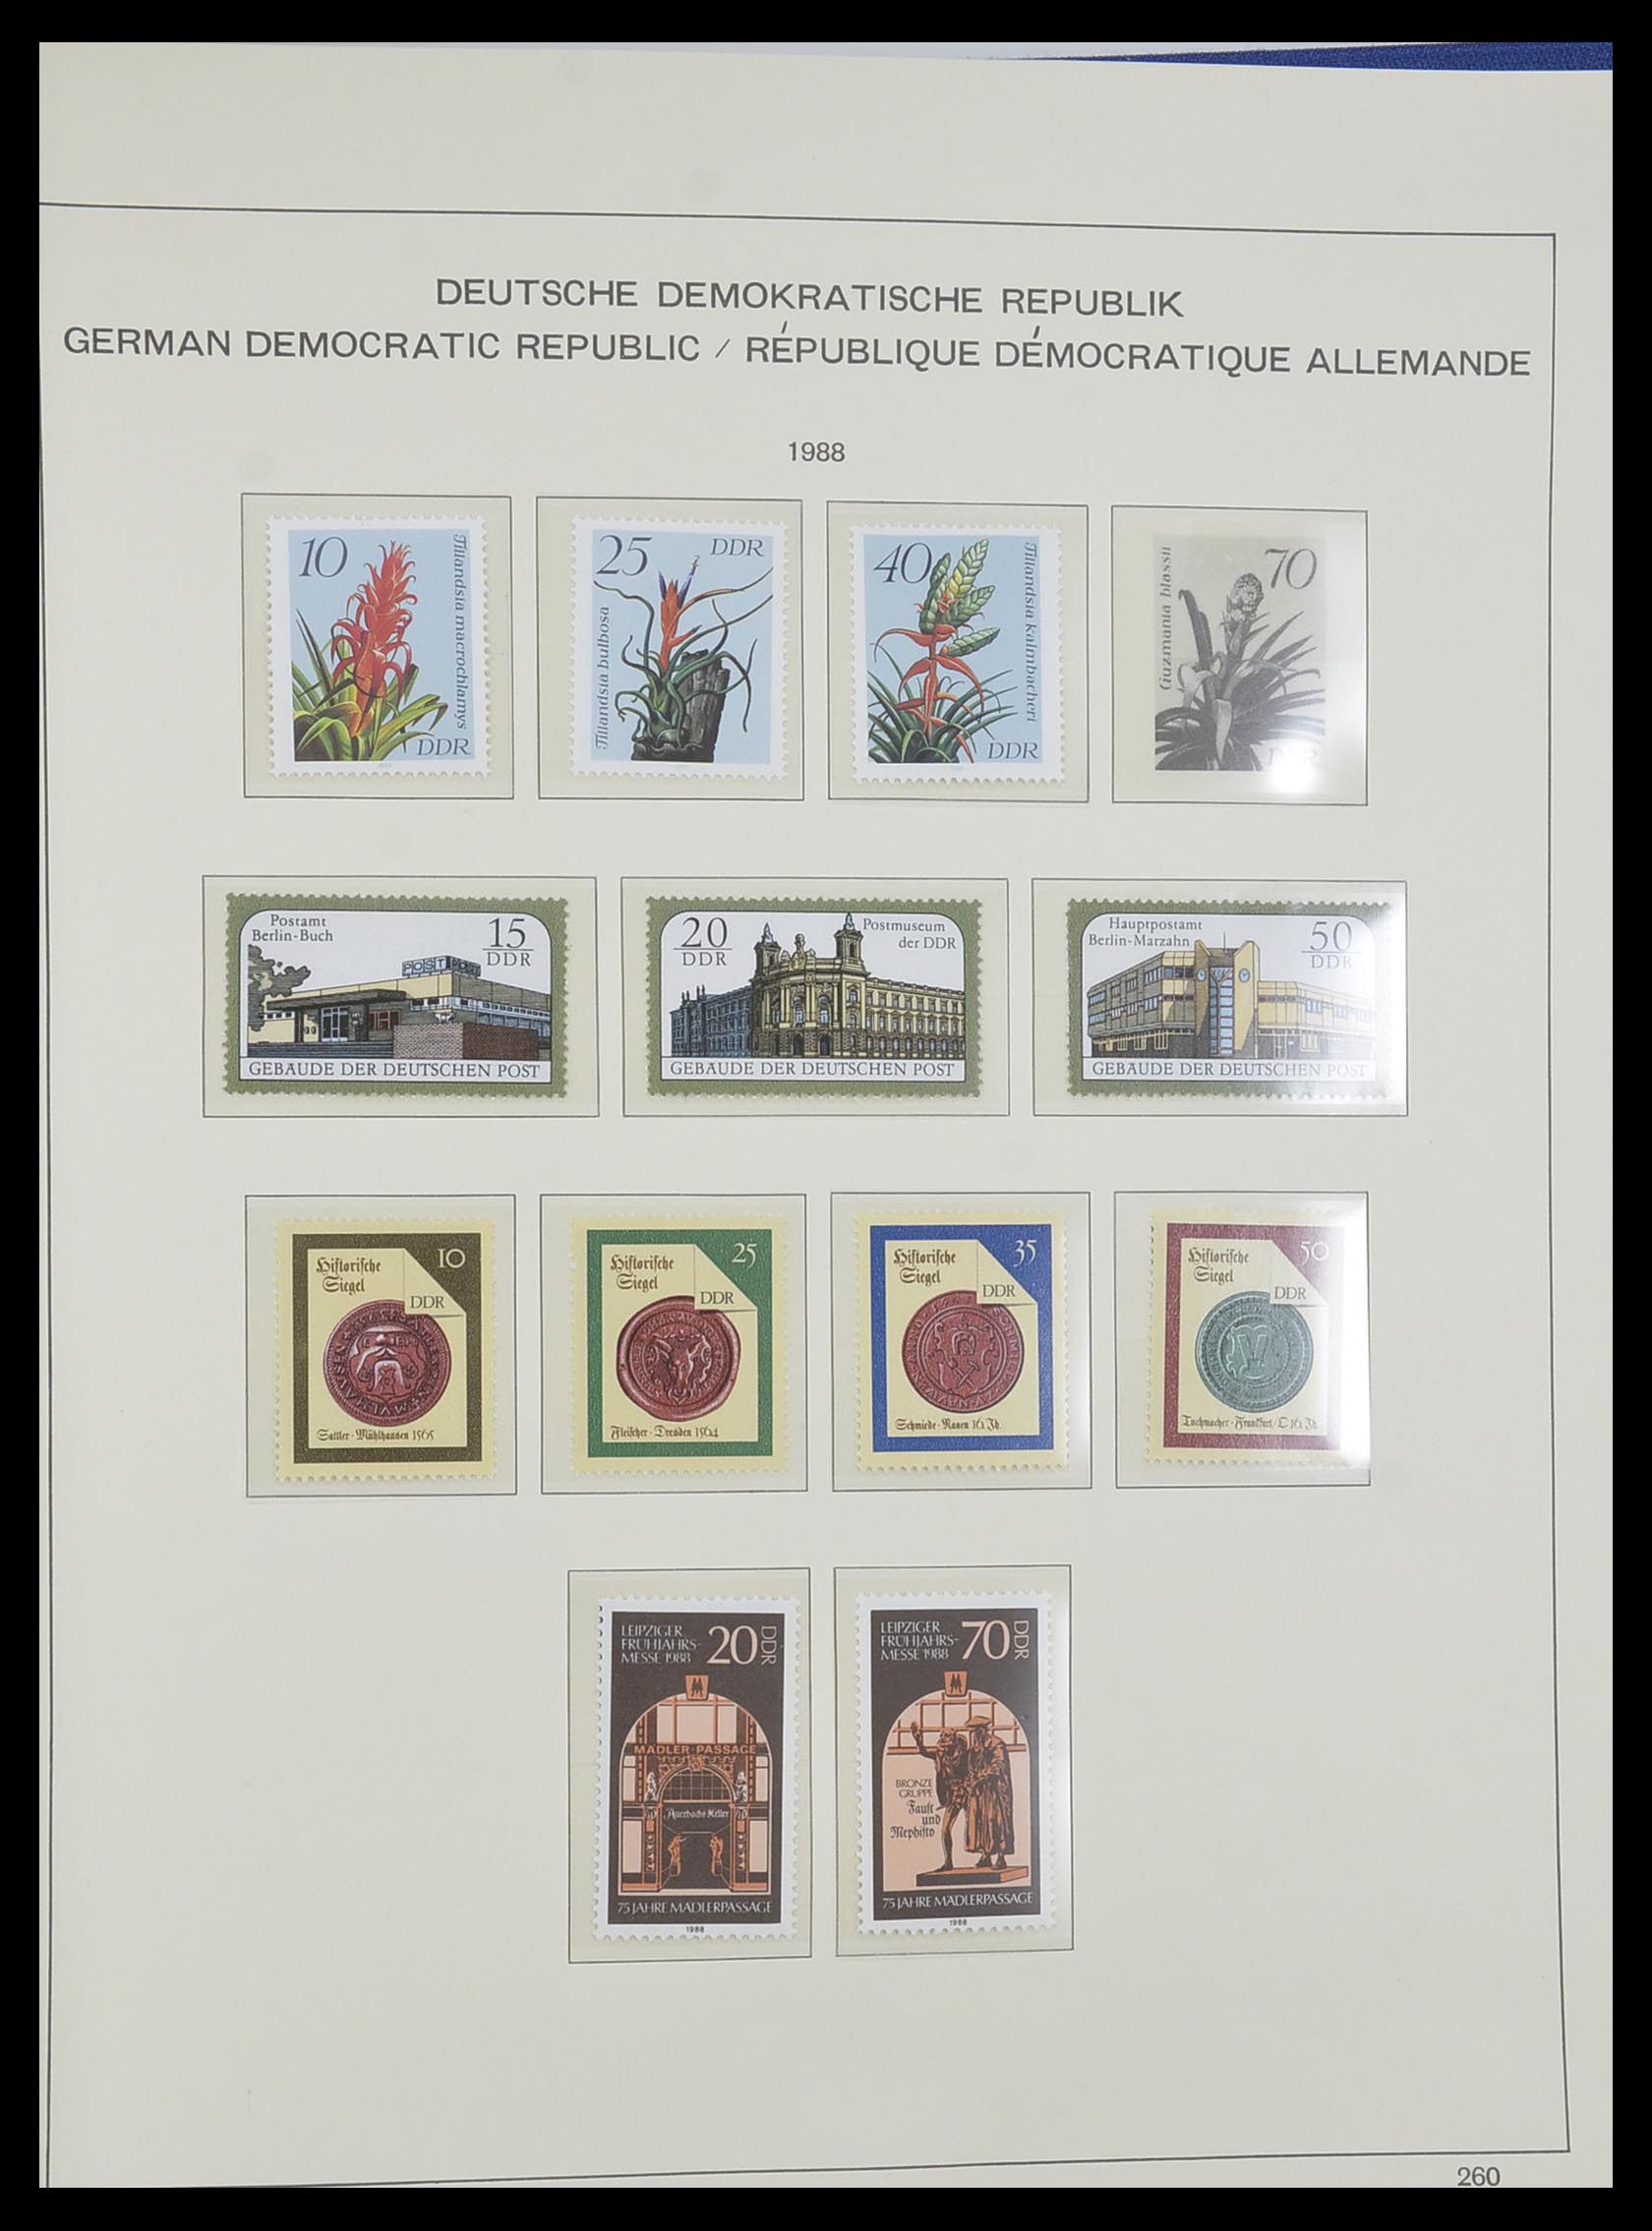 DEUTSCHE DEMOKRATISCHE REPUBLIK
GERMAN DEMOCRATIC REPUBLIC / RÉPUBLIQUE DÉMOCRATIQUE ALLEMANDE
1988
10
Tillandsia macrochlamys
DDR
25
DDR
Tillandsia bulbosa
40
Tillandsia kalmbacheri
DDR
70
Guzmania blassii
DDR
Postamt
Berlin-Buch
15
DDR
POST
GEBÄUDE DER DEUTSCHEN POST
20
DDR
Postmuseum
der DDR
GEBÄUDE DER DEUTSCHEN POST
Hauptpostamt
Berlin-Marzahn
50
DDR
GEBÄUDE DER DEUTSCHEN POST
10
Historische
Siegel
DDR
Sattler · Mühlhausen 1565
25
Historische
Siegel
DDR
Fleischer · Dresden 1564
35
Historische
Siegel
DDR
Schmiede · Nauen 16. Jh.
50
Historische
Siegel
DDR
Tuchmacher · Frankfurt/O. 16. Jh.
LEIPZIGER
FRÜHJAHRS-
MESSE 1988
20
DDR
MÄDLER-PASSAGE
Auerbachs Keller
75 JAHRE MÄDLERPASSAGE
1988
LEIPZIGER
FRÜHJAHRS-
MESSE 1988
70
DDR
BRONZE
GRUPPE
Faust
und
Mephisto
75 JAHRE MÄDLERPASSAGE
1988
260